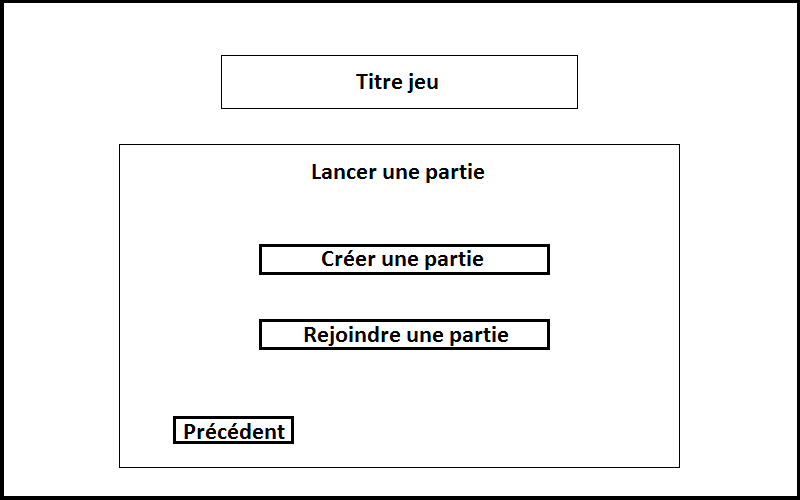 Titre jeu
Lancer une partie
Créer une partie
Rejoindre une partie
Précédent